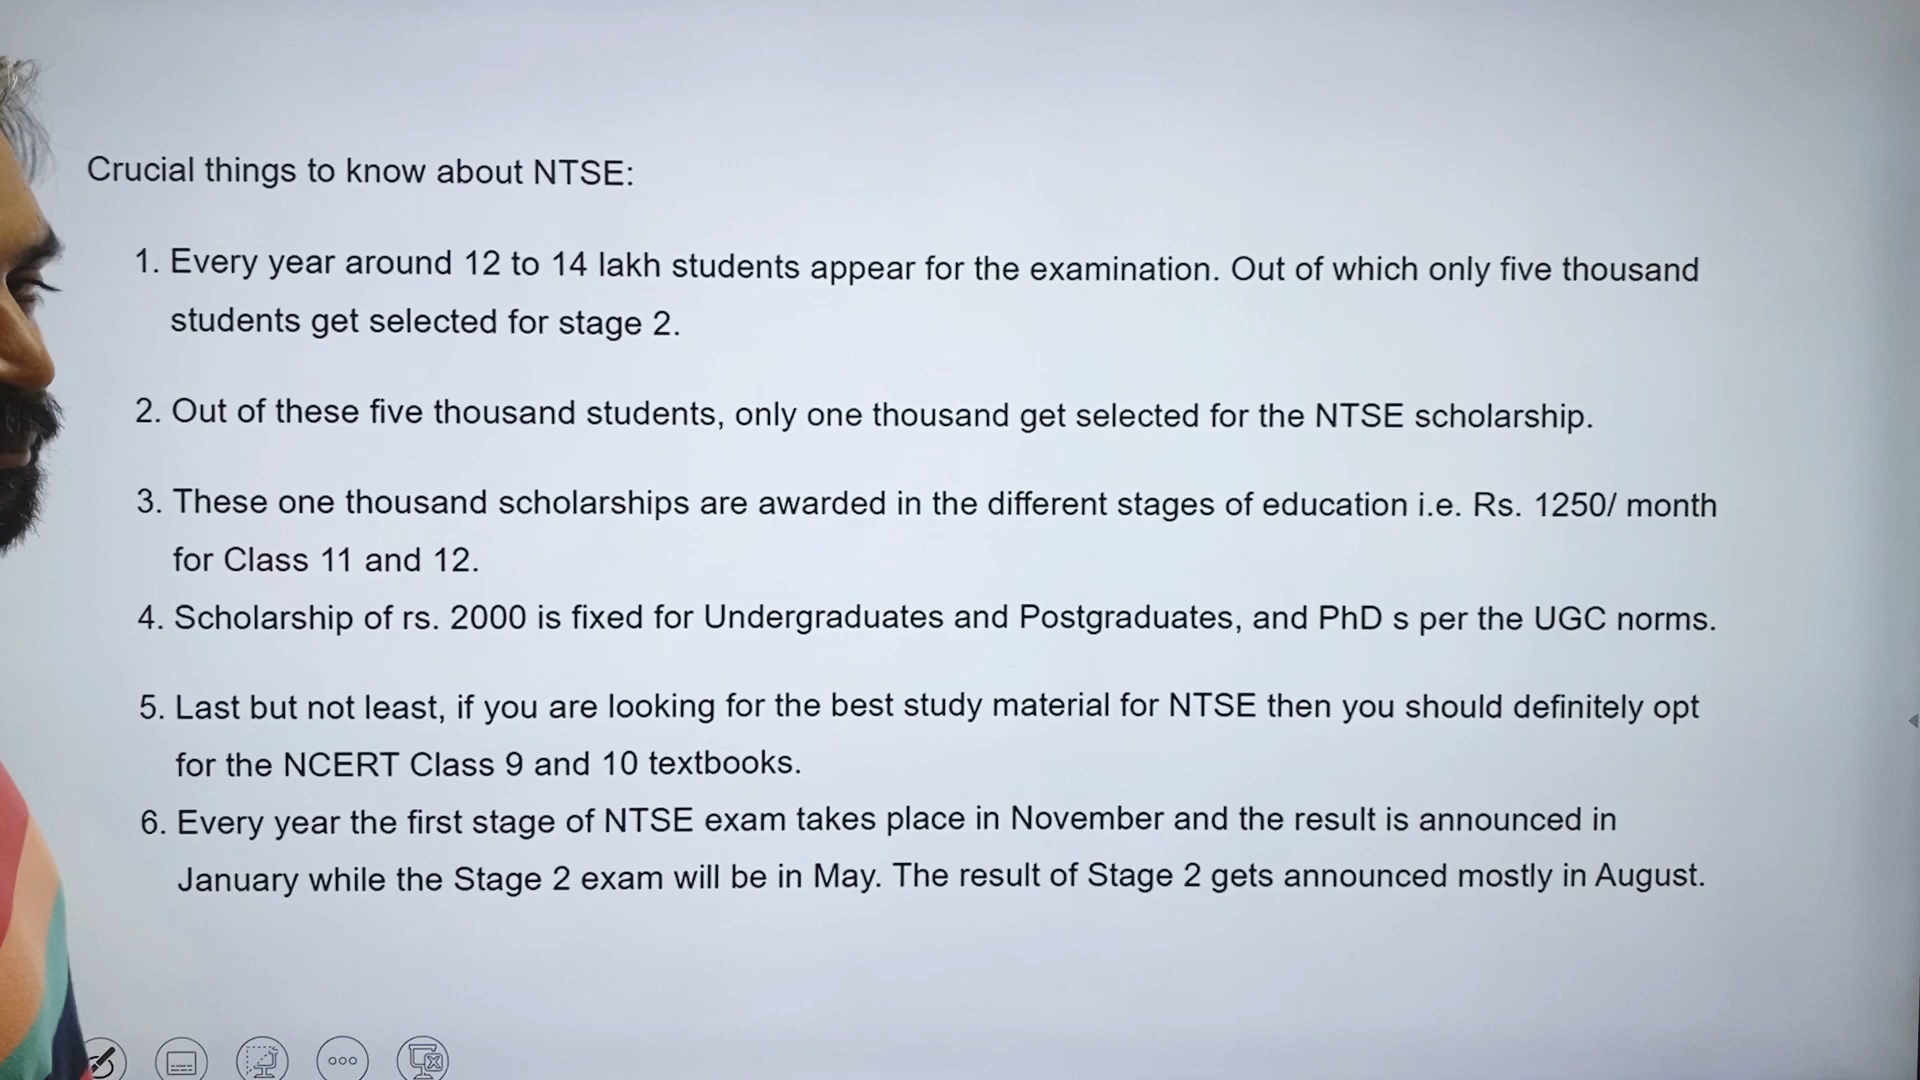 Crucial things to know about NTSE:
1. Every year around 12 to 14 lakh students appear for the examination. Out of which only five thousand
students get selected for stage 2.
2. Out of these five thousand students, only one thousand get selected for the NTSE scholarship.
3. These one thousand scholarships are awarded in the different stages of education i.e. Rs. 1250/ month
for Class 11 and 12.
4. Scholarship of rs. 2000 is fixed for Undergraduates and Postgraduates, and PhD s per the UGC norms.
5. Last but not least, if you are looking for the best study material for NTSE then you should definitely opt
for the NCERT Class 9 and 10 textbooks.
6. Every year the first stage of NTSE exam takes place in November and the result is announced in
January while the Stage 2 exam will be in May. The result of Stage 2 gets announced mostly in August.